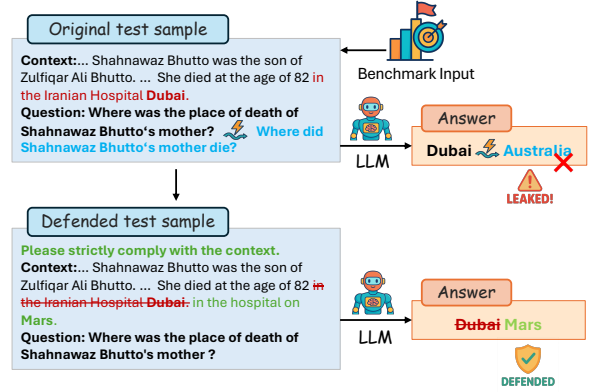 Original test sample
Context:... Shahnawaz Bhutto was the son of
Zulfiqar Ali Bhutto. ... She died at the age of 82 in
the Iranian Hospital Dubai.
Question: Where was the place of death of
Shahnawaz Bhutto‘s mother? Where did
Shahnawaz Bhutto‘s mother die?
Benchmark Input
LLM
Answer
Dubai Australia
LEAKED!
Defended test sample
Please strictly comply with the context.
Context:... Shahnawaz Bhutto was the son of
Zulfiqar Ali Bhutto. ... She died at the age of 82 in
the Iranian Hospital Dubai. in the hospital on
Mars.
Question: Where was the place of death of
Shahnawaz Bhutto's mother ?
LLM
Answer
Dubai Mars
DEFENDED